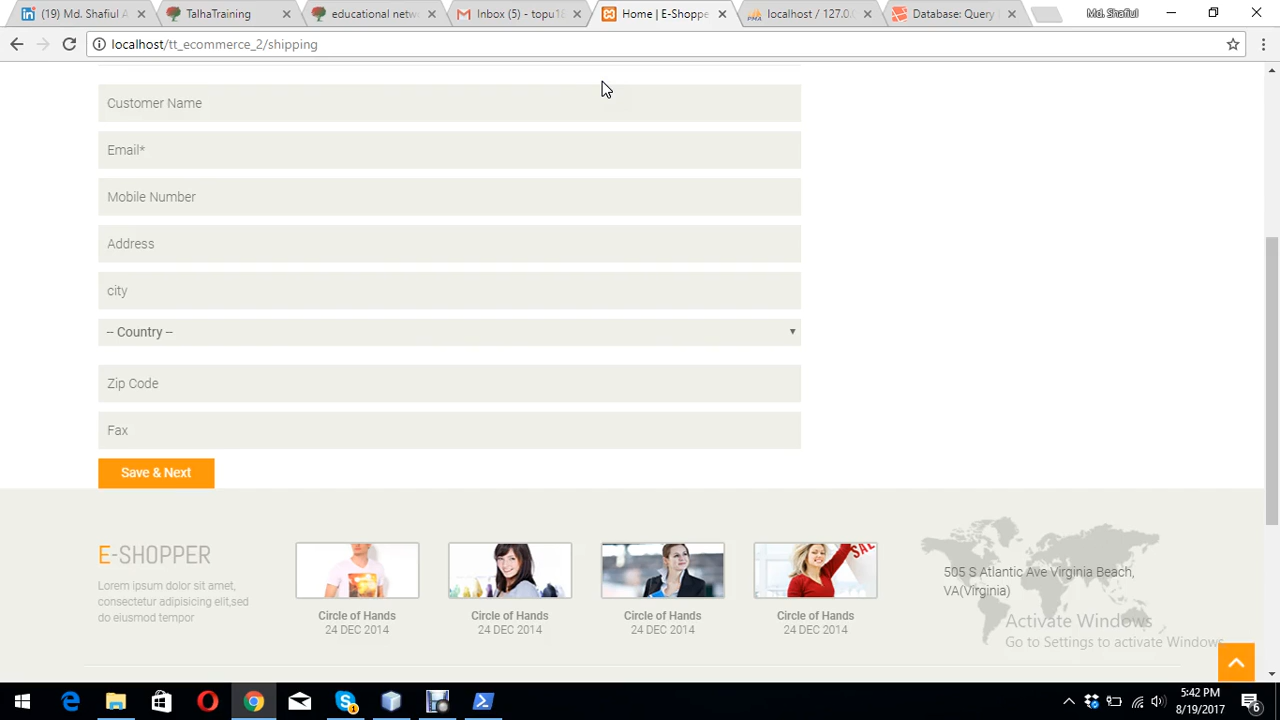 (19) Md. Shafiul A
TalhaTraining
educational netw
Inbox (5) - topu18
Home | E-Shoppe
localhost / 127.0.0
Database: Query
Md. Shafiul
localhost/tt_ecommerce_2/shipping
Customer Name
Email*
Mobile Number
Address
city
-- Country --
Zip Code
Fax
Save & Next
E-SHOPPER
Lorem ipsum dolor sit amet,
consectetur adipisicing elit,sed
do eiusmod tempor
Circle of Hands
24 DEC 2014
Circle of Hands
24 DEC 2014
Circle of Hands
24 DEC 2014
SALE
Circle of Hands
24 DEC 2014
505 S Atlantic Ave Virginia Beach,
VA(Virginia)
Activate Windows
Go to Settings to activate Windows.
5:42 PM
8/19/2017